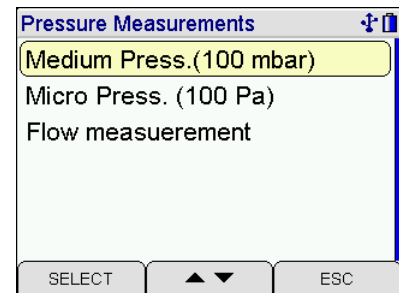 Pressure Measurements
Medium Press.(100 mbar)
Micro Press. (100 Pa)
Flow measuerement
SELECT ▲ ▼ ESC